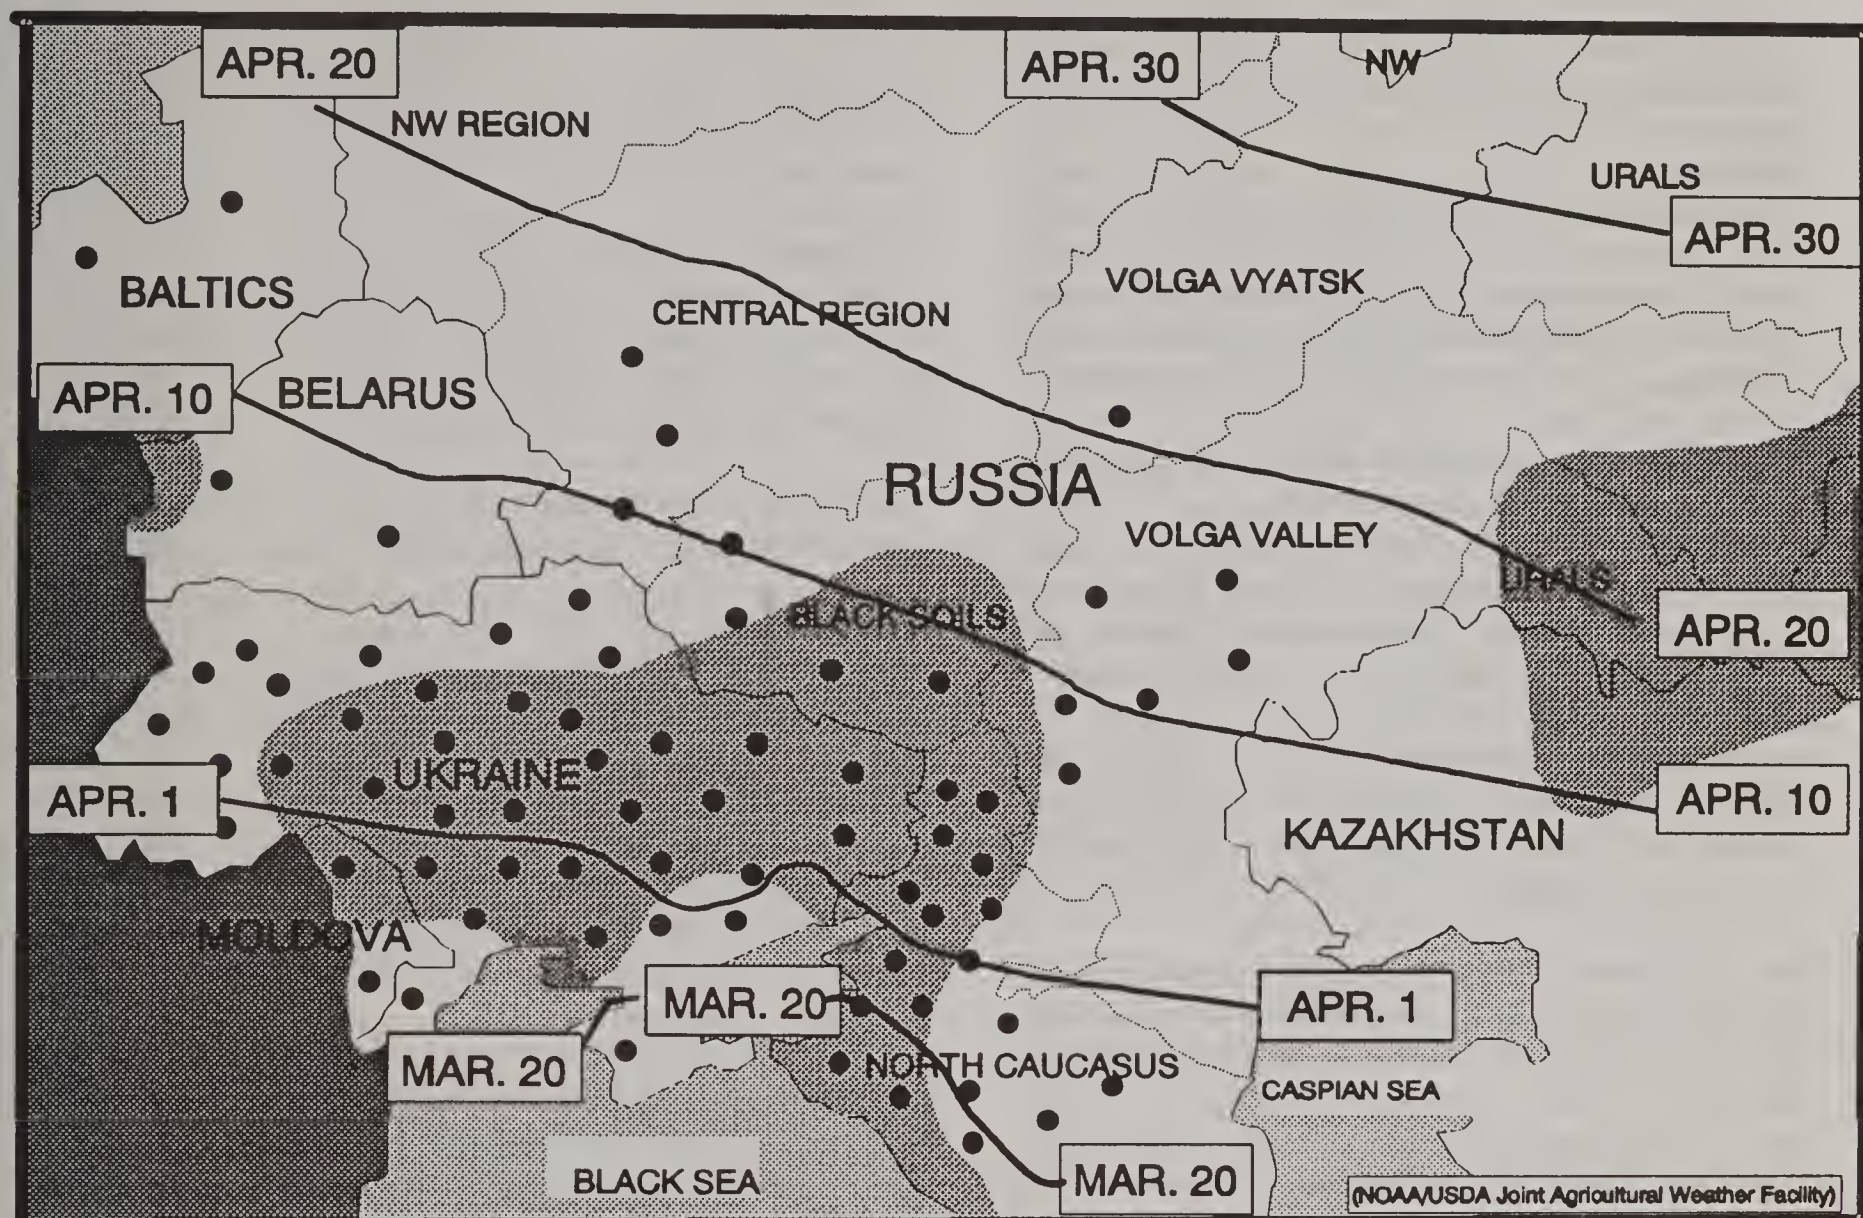 APR. 20
APR. 30
NW
NW REGION
URALS
APR. 30
BALTICS
VOLGA VYATSK
CENTRAL REGION
APR. 10
BELARUS
RUSSIA
VOLGA VALLEY
URALS
BLACK SOILS
APR. 20
UKRAINE
APR. 1
APR. 10
KAZAKHSTAN
MOLDOVA
MAR. 20
APR. 1
MAR. 20
NORTH CAUCASUS
CASPIAN SEA
BLACK SEA
MAR. 20
(NOAA/USDA Joint Agricultural Weather Facility)